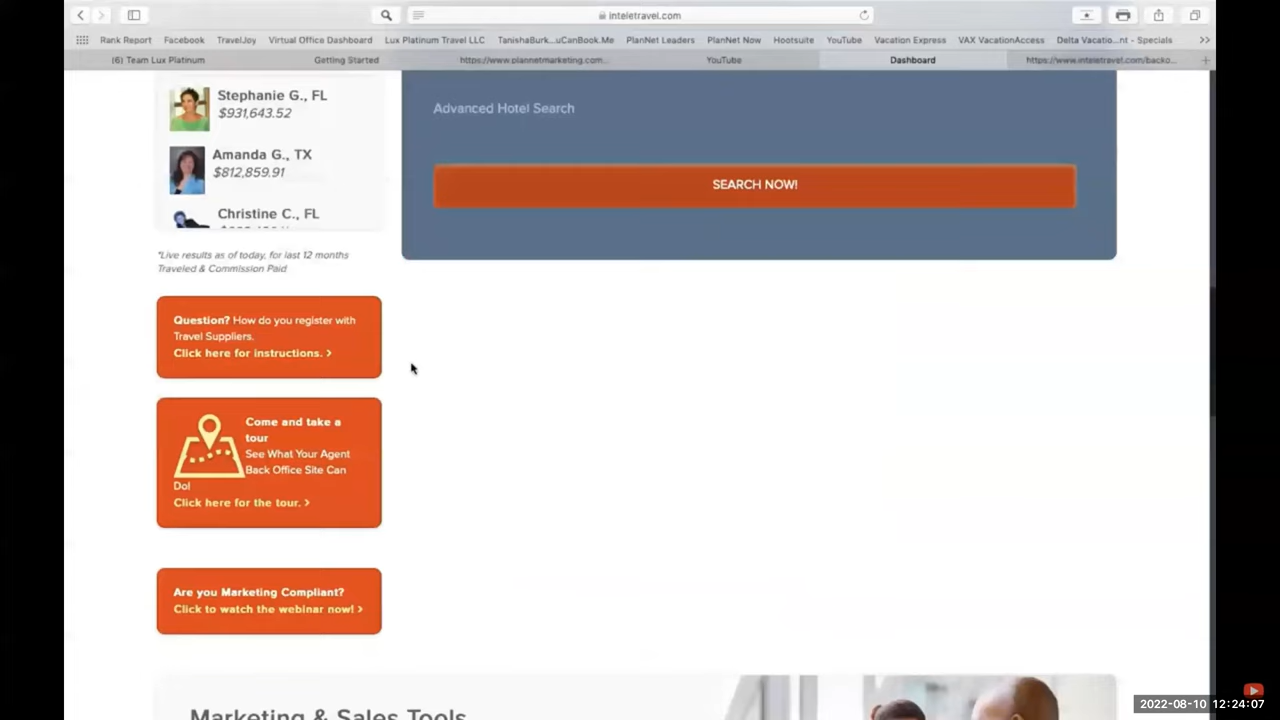 inteletravel.com
Rank Report Facebook TravelJoy Virtual Office Dashboard Lux Platinum Travel LLC TanishaBurk...uCanBook.Me PlanNet Leaders PlanNet Now Hootsuite YouTube Vacation Express VAX VacationAccess Delta Vacatio...nt - Specials
(6) Team Lux Platinum Getting Started https://www.plannetmarketing.com... YouTube Dashboard https://www.inteletravel.com/backo...
Stephanie G., FL
$931,643.52
Amanda G., TX
$812,859.91
Christine C., FL
*Live results as of today, for last 12 months
Traveled & Commission Paid
Advanced Hotel Search
SEARCH NOW!
Question? How do you register with
Travel Suppliers.
Click here for instructions. >
Come and take a
tour
See What Your Agent
Back Office Site Can
Do!
Click here for the tour. >
Are you Marketing Compliant?
Click to watch the webinar now! >
Marketing & Sales Tools
2022-08-10 12:24:07